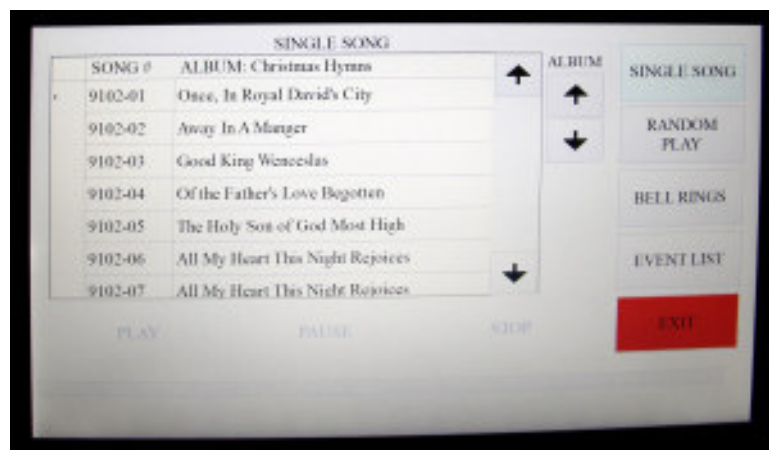 SINGLE SONG
SONG # ALBUM: Christmas Hymns
9102-01 Once, In Royal David's City
9102-02 Away In A Manger
9102-03 Good King Wenceslas
9102-04 Of the Father's Love Begotten
9102-05 The Holy Son of God Most High
9102-06 All My Heart This Night Rejoices
9102-07 All My Heart This Night Rejoices
PLAY PAUSE STOP
ALBUM
SINGLE SONG
RANDOM
PLAY
BELL RINGS
EVENT LIST
EXIT